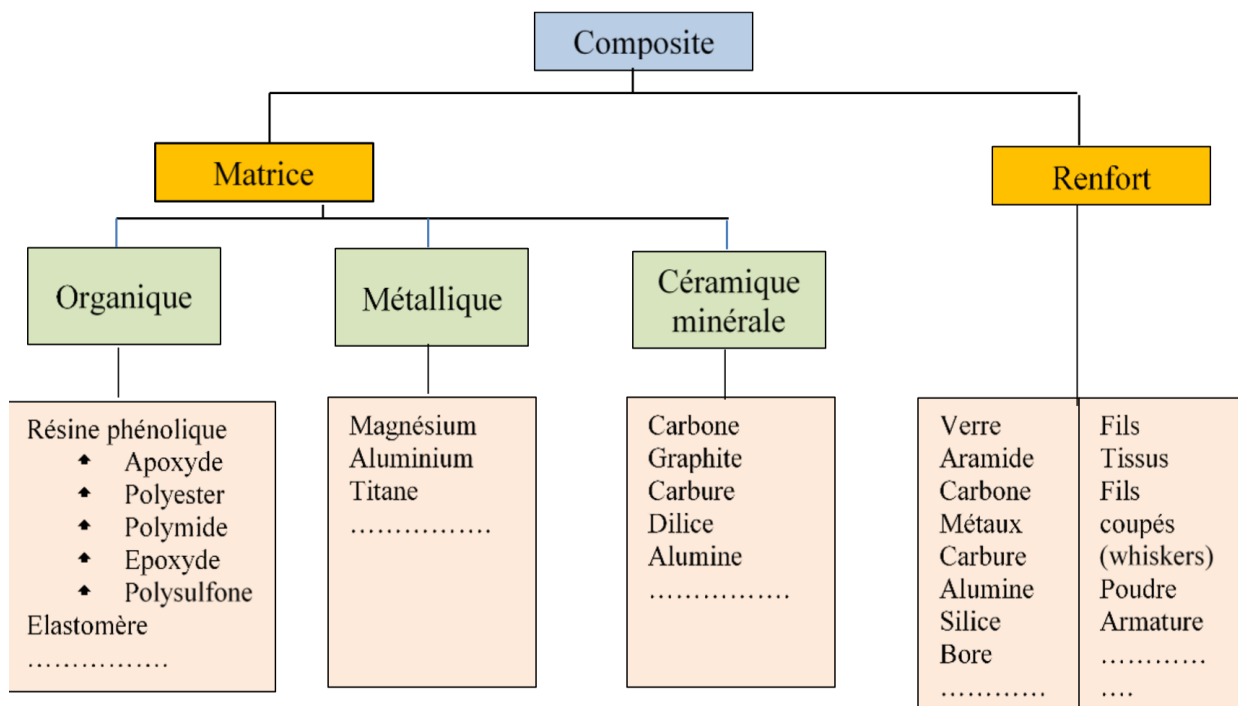 Composite
Matrice
Renfort
Organique
Métallique
Céramique
minérale
Résine phénolique
Apoxyde
Polyester
Polymide
Epoxyde
Polysulfone
Elastomère
…………….
Magnésium
Aluminium
Titane
…………….
Carbone
Graphite
Carbure
Dilice
Alumine
…………….
Verre
Aramide
Carbone
Métaux
Carbure
Alumine
Silice
Bore
…………
Fils
Tissus
Fils
coupés
(whiskers)
Poudre
Armature
…………
….